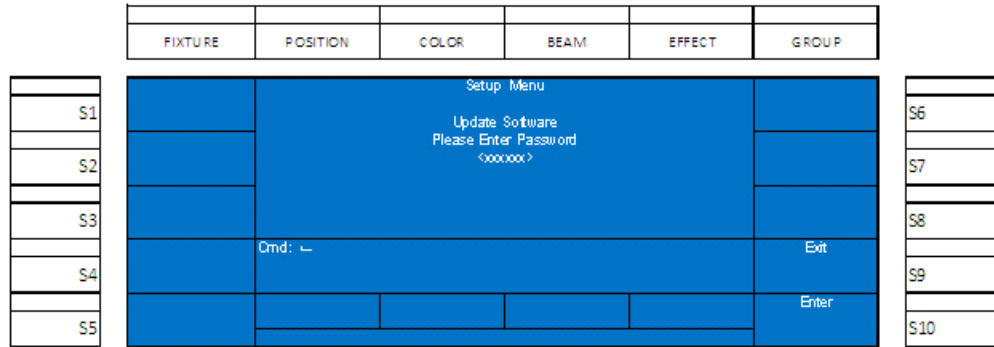 FIXTURE POSITION COLOR BEAM EFFECT GROUP
Setup Menu
S1 S6
Update Software
Please Enter Password
<xxxxxx>
S2 S7
S3 S8
Cmd: Exit
S4 S9
Enter
S5 S10